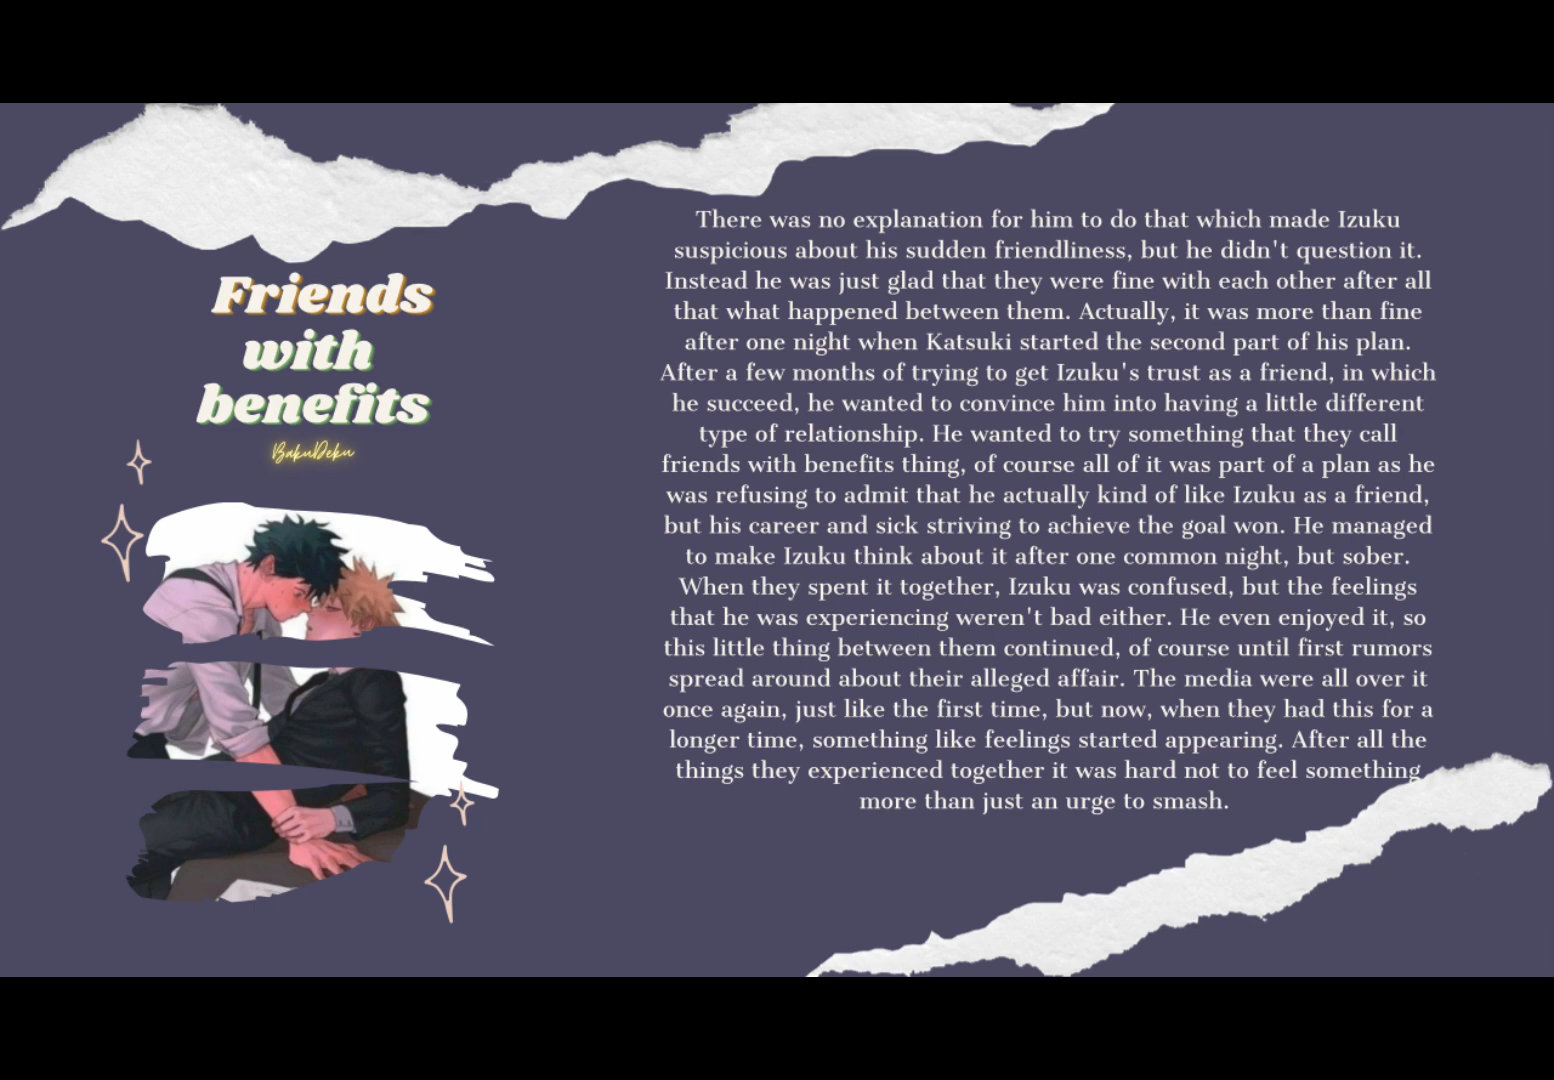 Friends
with
benefits
BakuDeku
There was no explanation for him to do that which made Izuku
suspicious about his sudden friendliness, but he didn't question it.
Instead he was just glad that they were fine with each other after all
that what happened between them. Actually, it was more than fine
after one night when Katsuki started the second part of his plan.
After a few months of trying to get Izuku's trust as a friend, in which
he succeed, he wanted to convince him into having a little different
type of relationship. He wanted to try something that they call
friends with benefits thing, of course all of it was part of a plan as he
was refusing to admit that he actually kind of like Izuku as a friend,
but his career and sick striving to achieve the goal won. He managed
to make Izuku think about it after one common night, but sober.
When they spent it together, Izuku was confused, but the feelings
that he was experiencing weren't bad either. He even enjoyed it, so
this little thing between them continued, of course until first rumors
spread around about their alleged affair. The media were all over it
once again, just like the first time, but now, when they had this for a
longer time, something like feelings started appearing. After all the
things they experienced together it was hard not to feel something
more than just an urge to smash.